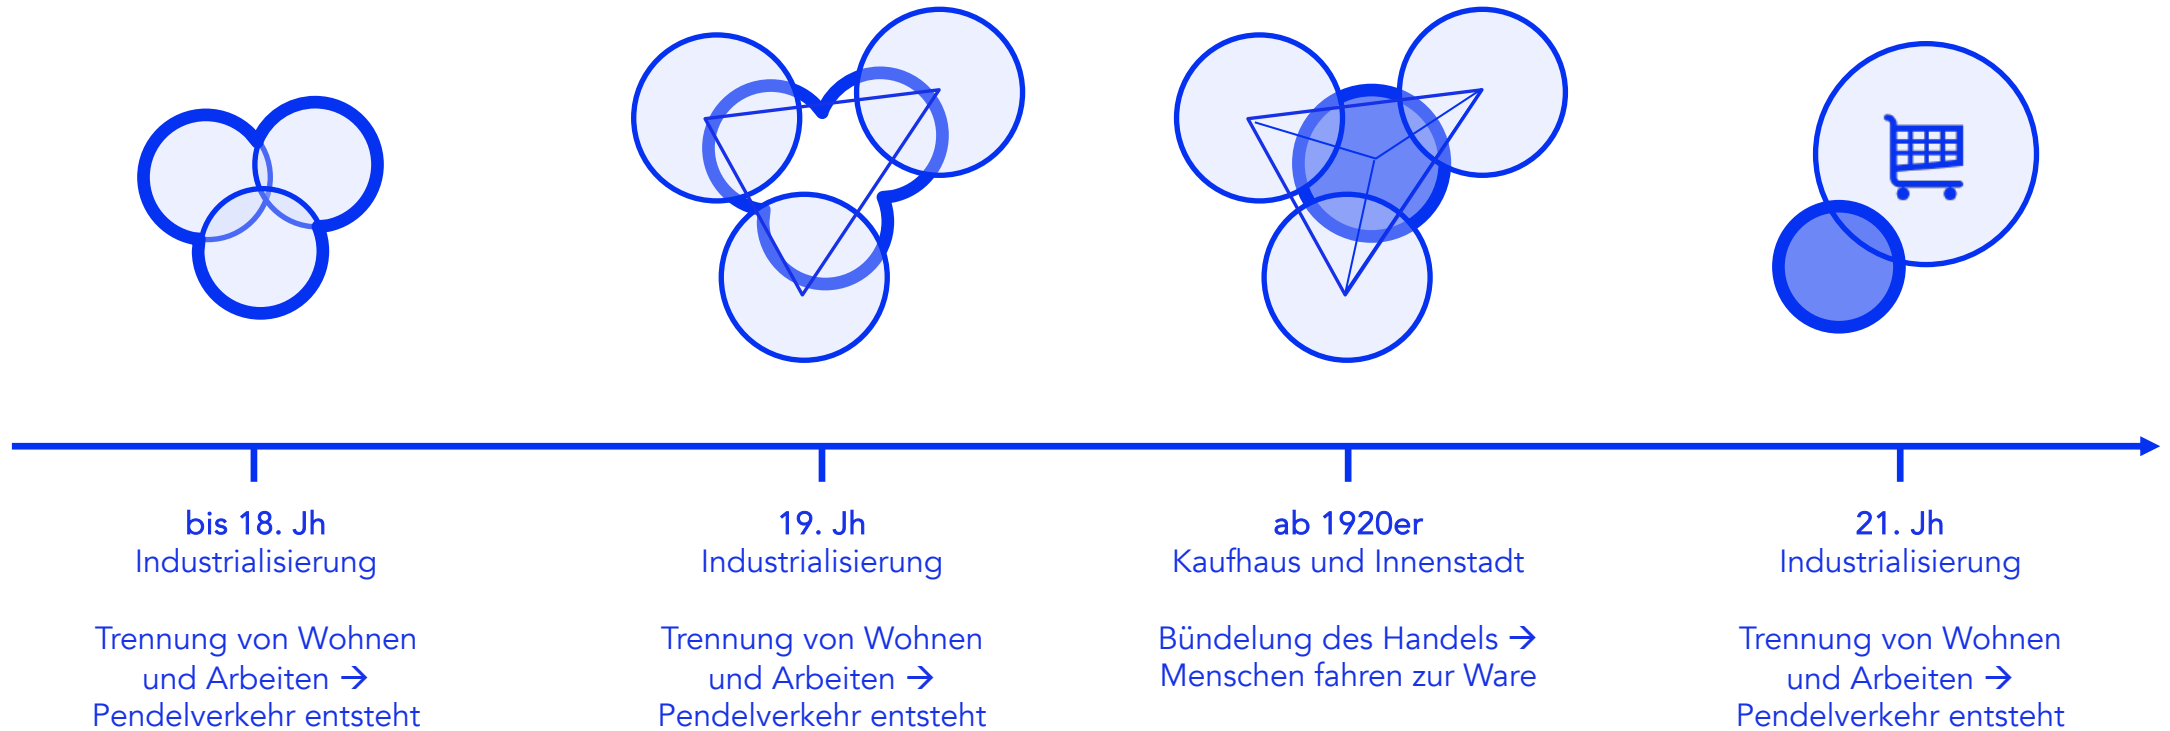 bis 18. Jh
Industrialisierung
Trennung von Wohnen
und Arbeiten →
Pendelverkehr entsteht
19. Jh
Industrialisierung
Trennung von Wohnen
und Arbeiten →
Pendelverkehr entsteht
ab 1920er
Kaufhaus und Innenstadt
Bündelung des Handels →
Menschen fahren zur Ware
21. Jh
Industrialisierung
Trennung von Wohnen
und Arbeiten →
Pendelverkehr entsteht